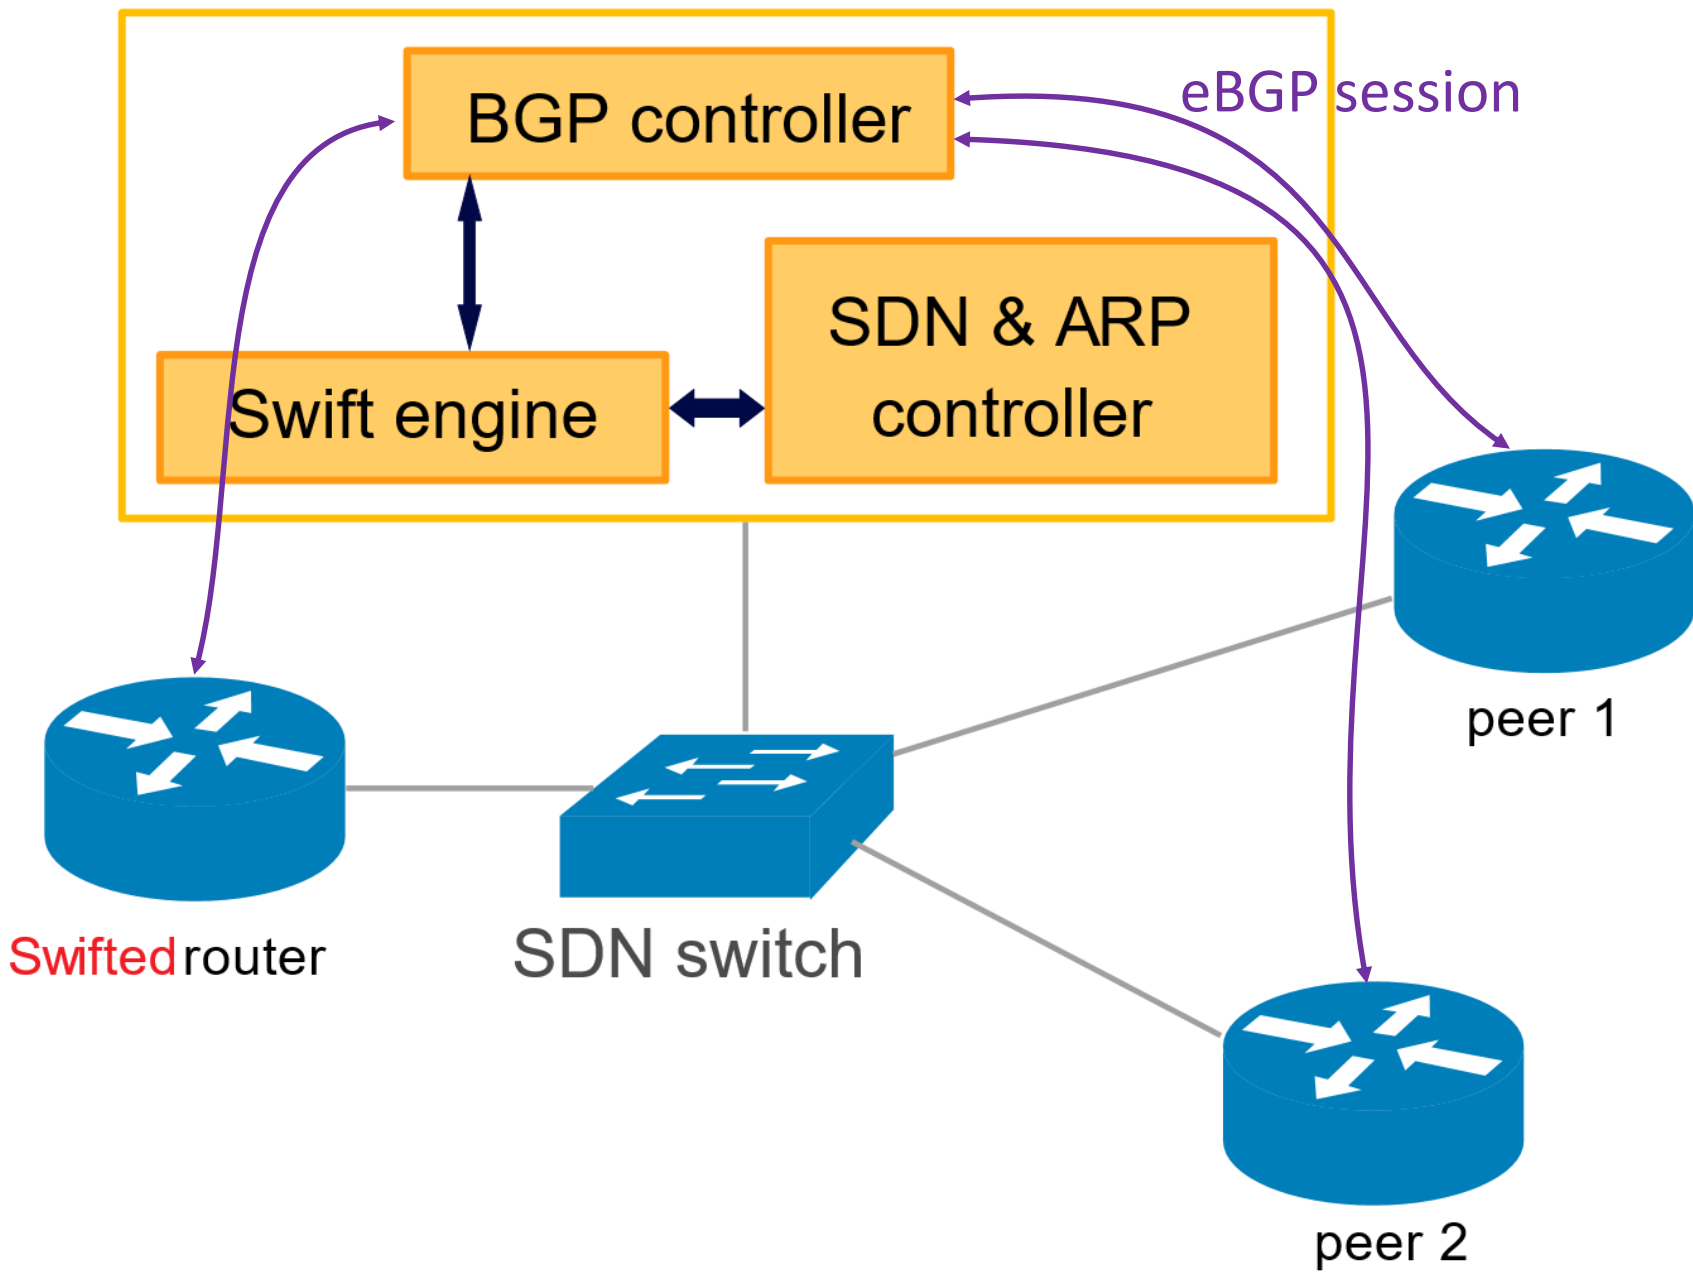 BGP controller
eBGP session
SDN & ARP
controller
Swift engine
peer 1
Swifted router
SDN switch
peer 2